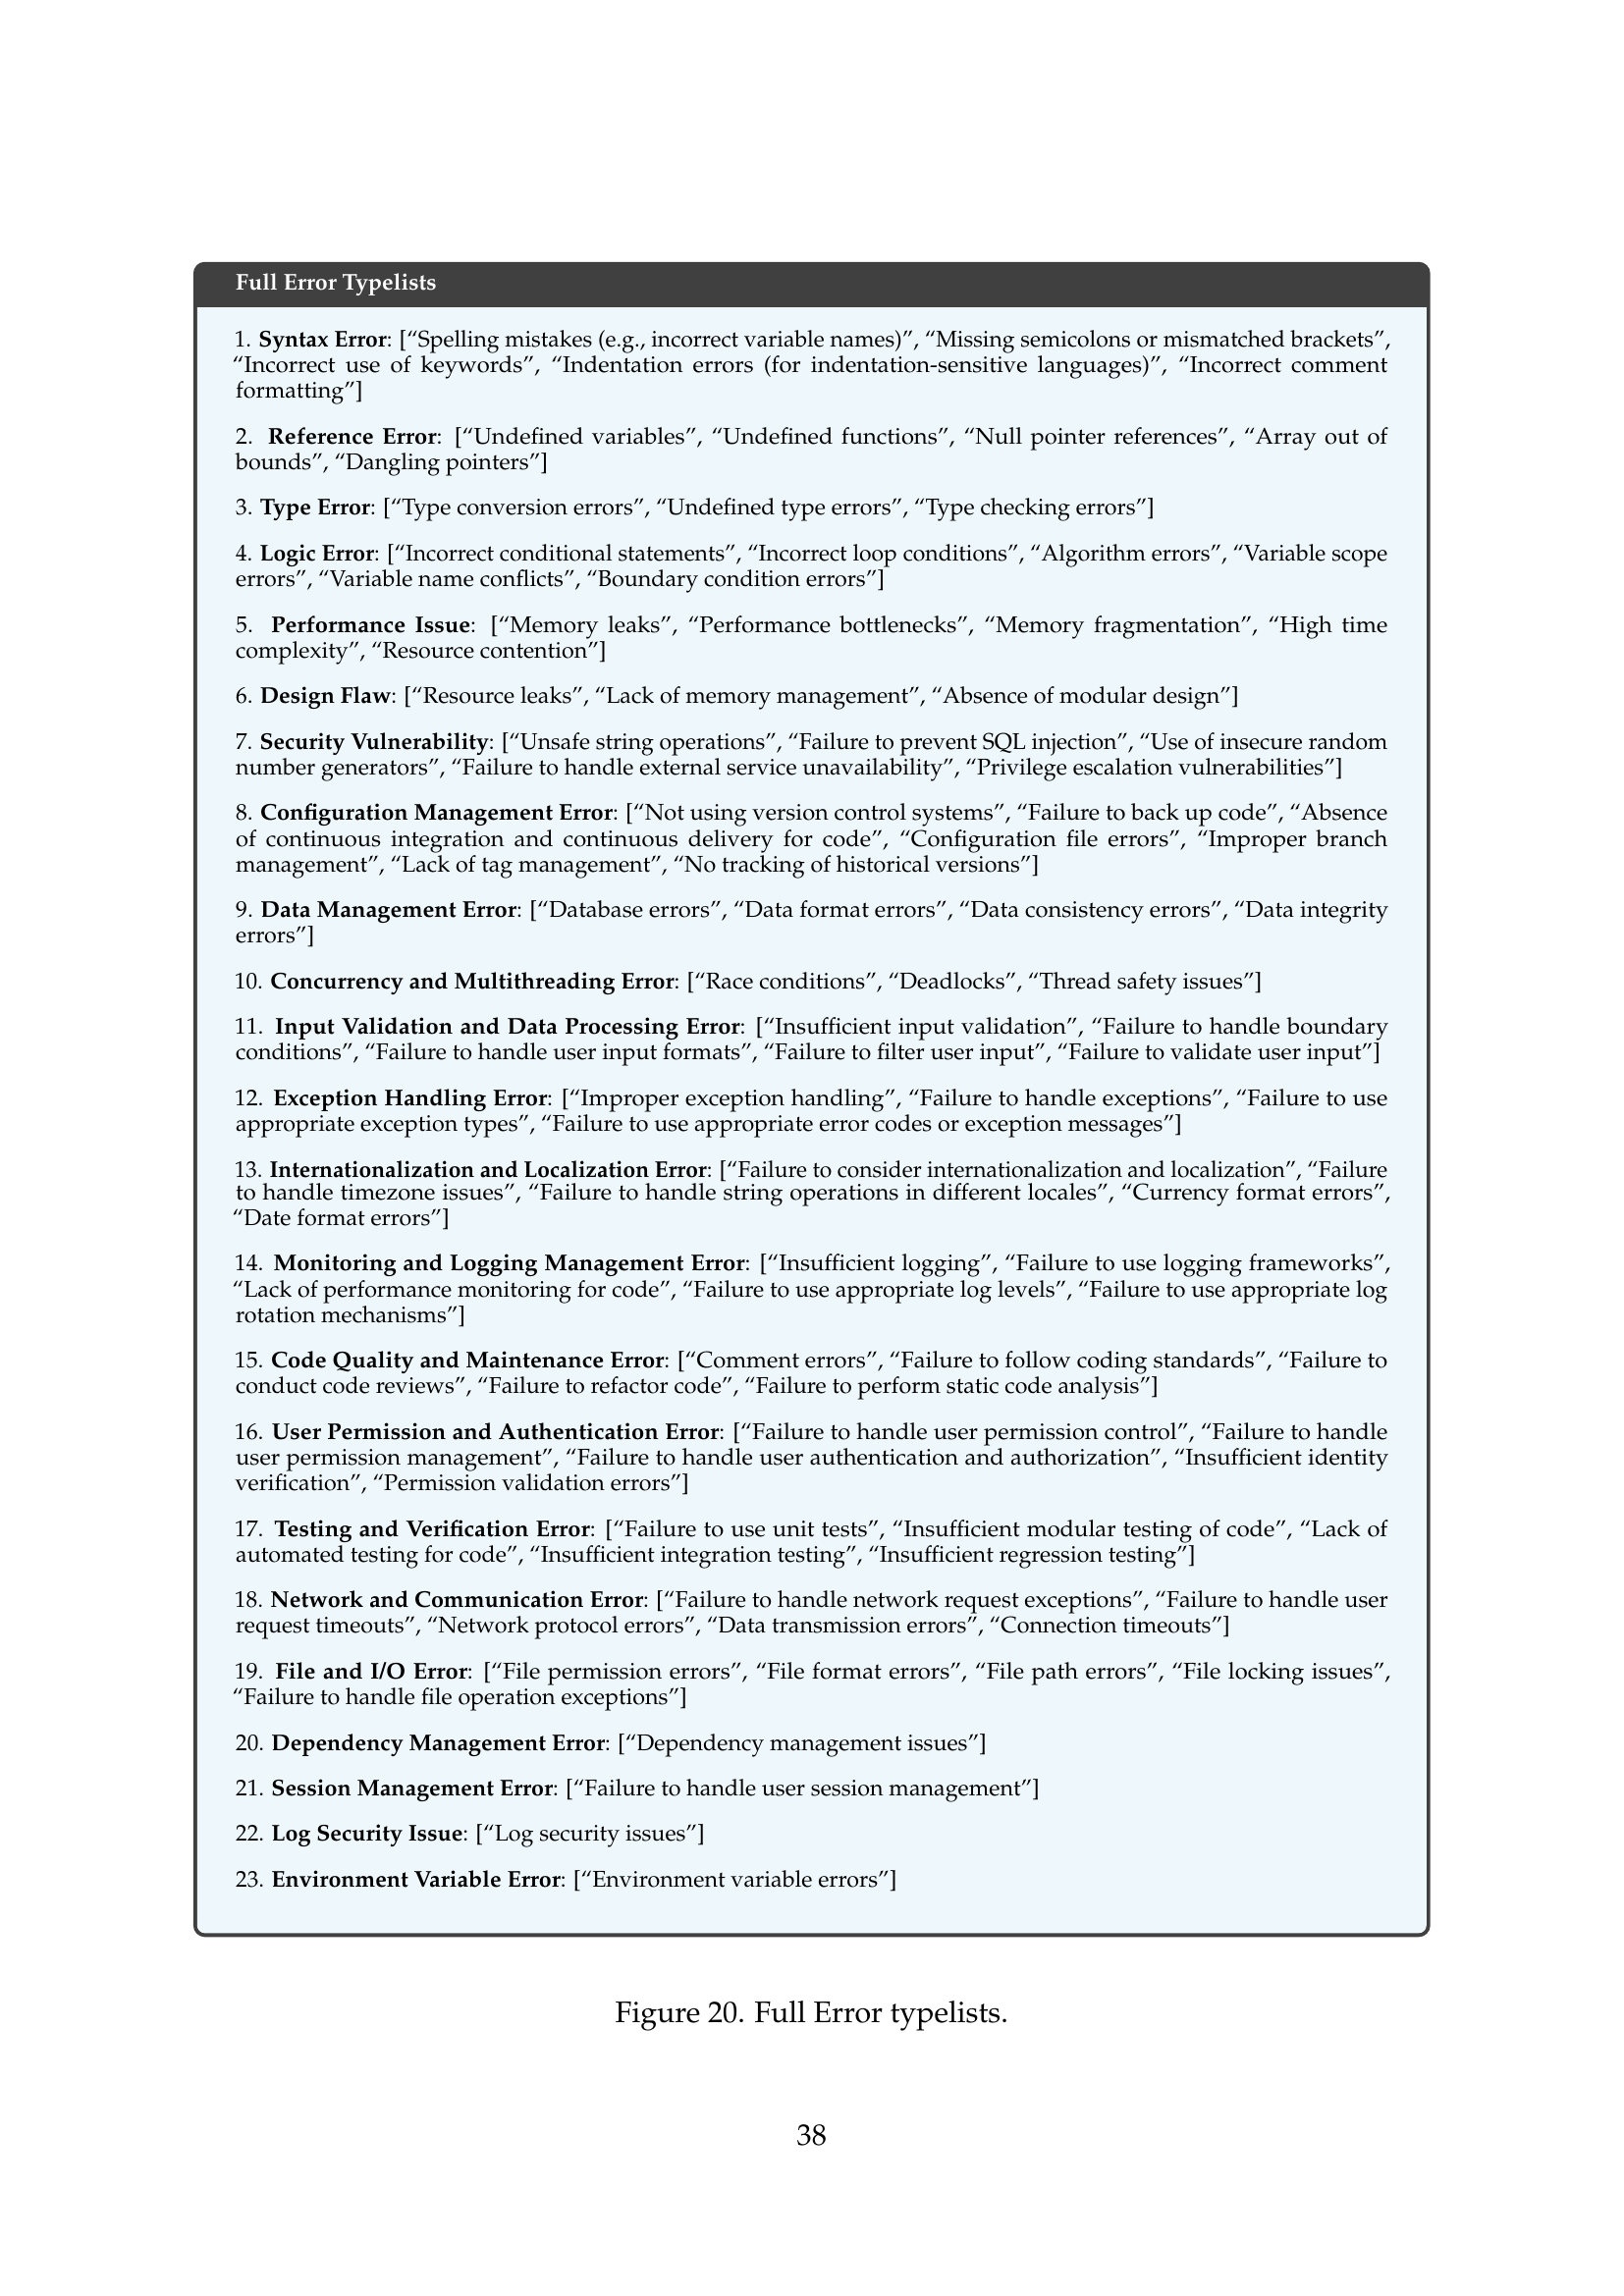 Full Error Typelists
1. Syntax Error: [“Spelling mistakes (e.g., incorrect variable names)”, “Missing semicolons or mismatched brackets”,
“Incorrect use of keywords”, “Indentation errors (for indentation-sensitive languages)”, “Incorrect comment
formatting”]
2. Reference Error: [“Undefined variables”, “Undefined functions”, “Null pointer references”, “Array out of
bounds”, “Dangling pointers”]
3. Type Error: [“Type conversion errors”, “Undefined type errors”, “Type checking errors”]
4. Logic Error: [“Incorrect conditional statements”, “Incorrect loop conditions”, “Algorithm errors”, “Variable scope
errors”, “Variable name conflicts”, “Boundary condition errors”]
5. Performance Issue: [“Memory leaks”, “Performance bottlenecks”, “Memory fragmentation”, “High time
complexity”, “Resource contention”]
6. Design Flaw: [“Resource leaks”, “Lack of memory management”, “Absence of modular design”]
7. Security Vulnerability: [“Unsafe string operations”, “Failure to prevent SQL injection”, “Use of insecure random
number generators”, “Failure to handle external service unavailability”, “Privilege escalation vulnerabilities”]
8. Configuration Management Error: [“Not using version control systems”, “Failure to back up code”, “Absence
of continuous integration and continuous delivery for code”, “Configuration file errors”, “Improper branch
management”, “Lack of tag management”, “No tracking of historical versions”]
9. Data Management Error: [“Database errors”, “Data format errors”, “Data consistency errors”, “Data integrity
errors”]
10. Concurrency and Multithreading Error: [“Race conditions”, “Deadlocks”, “Thread safety issues”]
11. Input Validation and Data Processing Error: [“Insufficient input validation”, “Failure to handle boundary
conditions”, “Failure to handle user input formats”, “Failure to filter user input”, “Failure to validate user input”]
12. Exception Handling Error: [“Improper exception handling”, “Failure to handle exceptions”, “Failure to use
appropriate exception types”, “Failure to use appropriate error codes or exception messages”]
13. Internationalization and Localization Error: [“Failure to consider internationalization and localization”, “Failure
to handle timezone issues”, “Failure to handle string operations in different locales”, “Currency format errors”,
“Date format errors”]
14. Monitoring and Logging Management Error: [“Insufficient logging”, “Failure to use logging frameworks”,
“Lack of performance monitoring for code”, “Failure to use appropriate log levels”, “Failure to use appropriate log
rotation mechanisms”]
15. Code Quality and Maintenance Error: [“Comment errors”, “Failure to follow coding standards”, “Failure to
conduct code reviews”, “Failure to refactor code”, “Failure to perform static code analysis”]
16. User Permission and Authentication Error: [“Failure to handle user permission control”, “Failure to handle
user permission management”, “Failure to handle user authentication and authorization”, “Insufficient identity
verification”, “Permission validation errors”]
17. Testing and Verification Error: [“Failure to use unit tests”, “Insufficient modular testing of code”, “Lack of
automated testing for code”, “Insufficient integration testing”, “Insufficient regression testing”]
18. Network and Communication Error: [“Failure to handle network request exceptions”, “Failure to handle user
request timeouts”, “Network protocol errors”, “Data transmission errors”, “Connection timeouts”]
19. File and I/O Error: [“File permission errors”, “File format errors”, “File path errors”, “File locking issues”,
“Failure to handle file operation exceptions”]
20. Dependency Management Error: [“Dependency management issues”]
21. Session Management Error: [“Failure to handle user session management”]
22. Log Security Issue: [“Log security issues”]
23. Environment Variable Error: [“Environment variable errors”]
Figure 20. Full Error typelists.
38